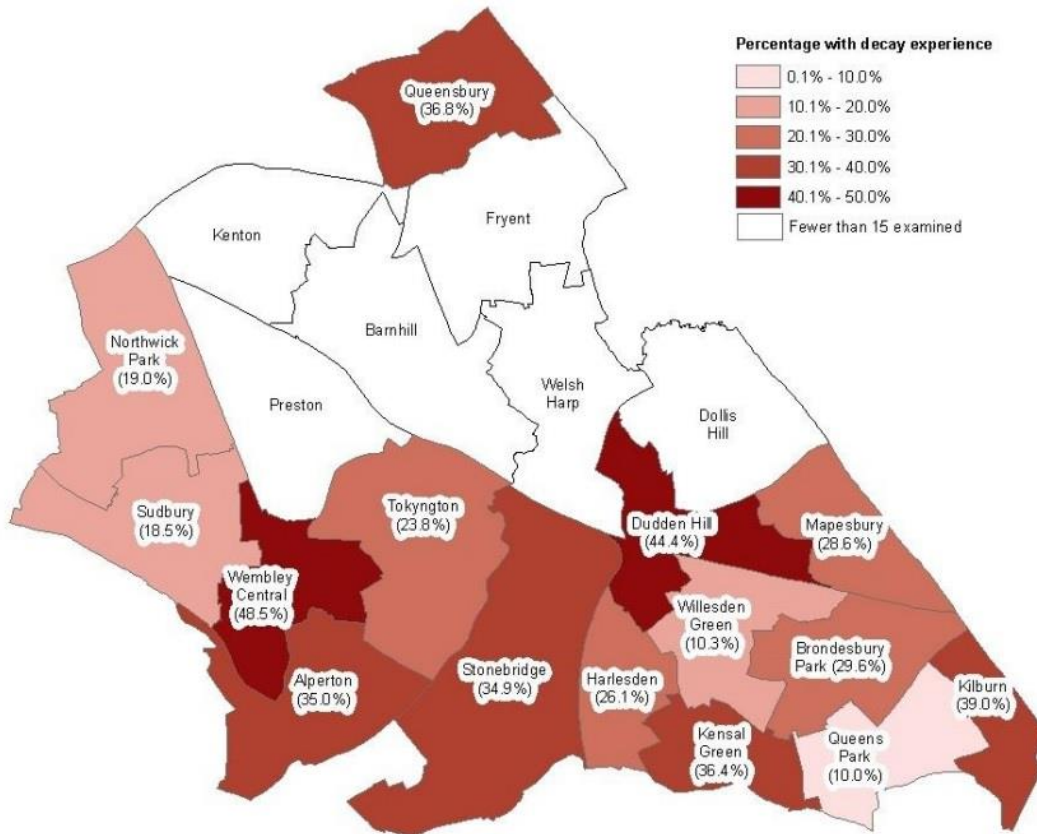 Percentage with decay experience
0.1% - 10.0%
10.1% - 20.0%
20.1% - 30.0%
30.1% - 40.0%
40.1% - 50.0%
Fewer than 15 examined
Queensbury
(36.8%)
Fryent
Kenton
Barnhill
Northwick
Park
(19.0%)
Preston
Welsh
Harp
Dollis
Hill
Sudbury
(18.5%)
Tokyngton
(23.8%)
Dudden Hill
(44.4%)
Mapesbury
(28.6%)
Wembley
Central
(48.5%)
Willesden
Green
(10.3%)
Alperton
(35.0%)
Stonebridge
(34.9%)
Harlesden
(26.1%)
Brondesbury
Park (29.6%)
Kilburn
(39.0%)
Kensal
Green
(36.4%)
Queens
Park
(10.0%)